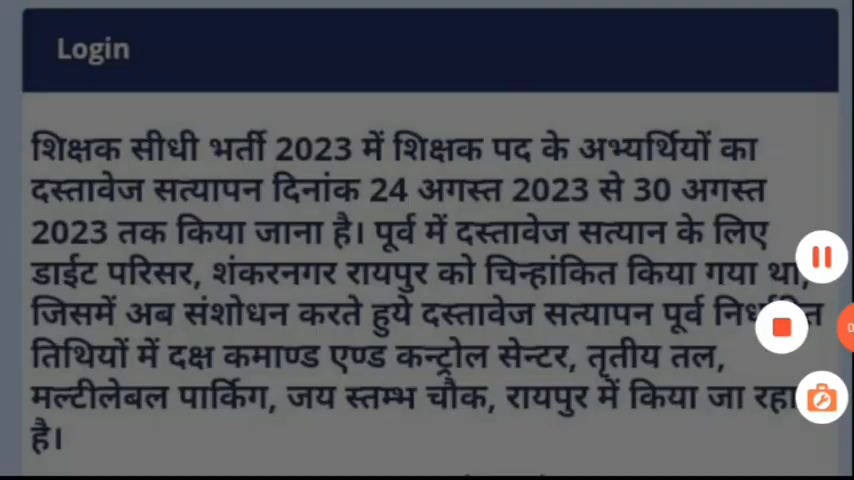 Login
शिक्षक सीधी भर्ती 2023 में शिक्षक पद के अभ्यर्थियों का
दस्तावेज सत्यापन दिनांक 24 अगस्त 2023 से 30 अगस्त
2023 तक किया जाना है। पूर्व में दस्तावेज सत्यान के लिए
डाईट परिसर, शंकरनगर रायपुर को चिन्हांकित किया गया था,
जिसमें अब संशोधन करते हुये दस्तावेज सत्यापन पूर्व
तिथियों में दक्ष कमाण्ड एण्ड कन्ट्रोल सेन्टर, तृतीय तल,
मल्टीलेबल पार्किग, जय स्तम्भ चौक, रायपुर में किया जा रहा
है।